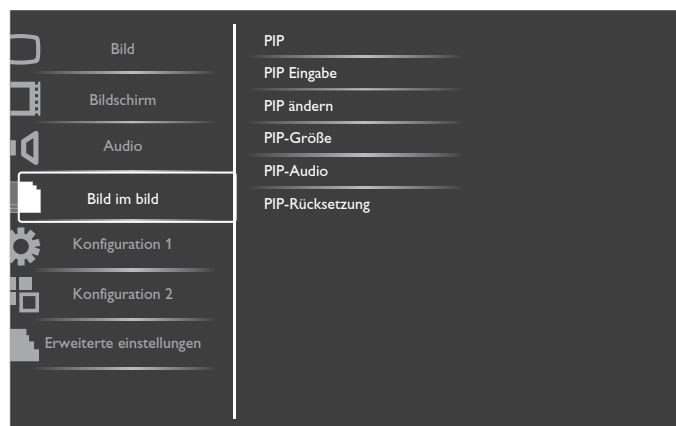 Bild
Bildschirm
Audio
Bild im bild
Konfiguration 1
Konfiguration 2
Erweiterte einstellungen
PIP
PIP Eingabe
PIP ändern
PIP-Größe
PIP-Audio
PIP-Rücksetzung